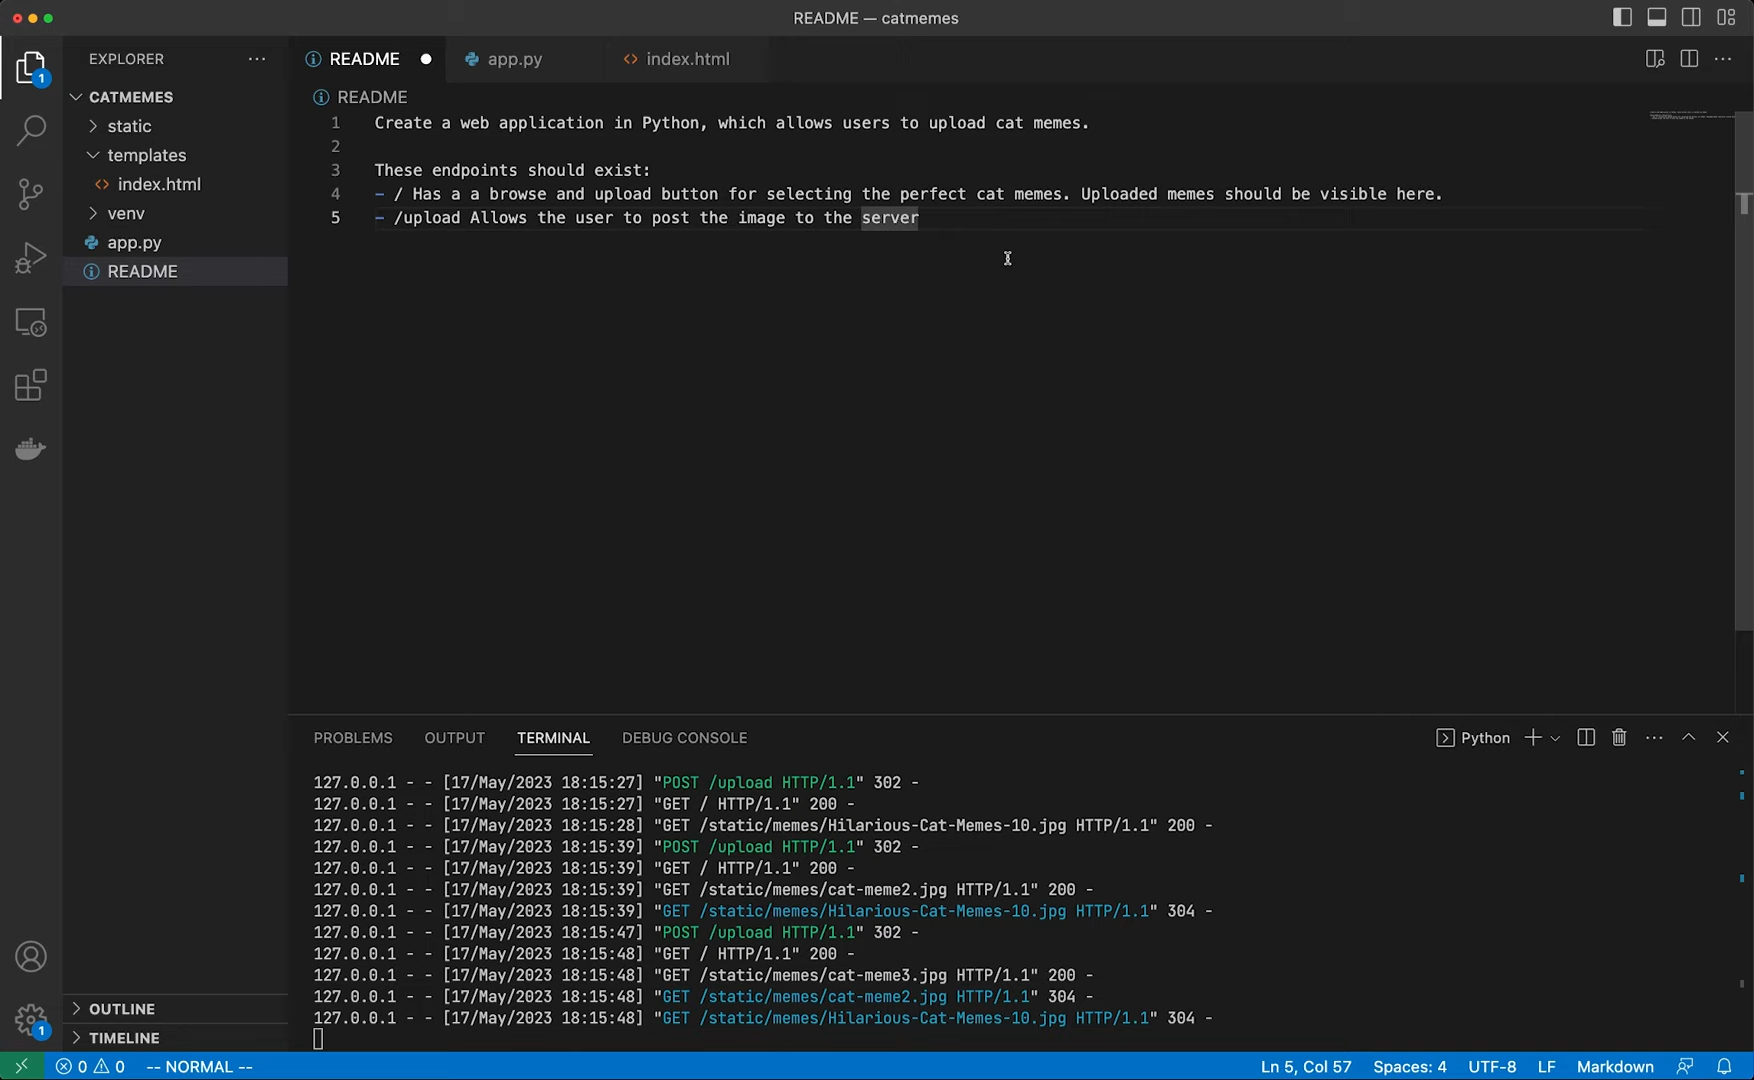 README — catmemes
EXPLORER
README
app.py
index.html
1
CATMEMES
static
templates
index.html
venv
app.py
README
README
1 Create a web application in Python, which allows users to upload cat memes.
2
3 These endpoints should exist:
4 - / Has a a browse and upload button for selecting the perfect cat memes. Uploaded memes should be visible here.
5 - /upload Allows the user to post the image to the server
PROBLEMS OUTPUT TERMINAL DEBUG CONSOLE
Python
127.0.0.1 - - [17/May/2023 18:15:27] "POST /upload HTTP/1.1" 302 -
127.0.0.1 - - [17/May/2023 18:15:27] "GET / HTTP/1.1" 200 -
127.0.0.1 - - [17/May/2023 18:15:28] "GET /static/memes/Hilarious-Cat-Memes-10.jpg HTTP/1.1" 200 -
127.0.0.1 - - [17/May/2023 18:15:39] "POST /upload HTTP/1.1" 302 -
127.0.0.1 - - [17/May/2023 18:15:39] "GET / HTTP/1.1" 200 -
127.0.0.1 - - [17/May/2023 18:15:39] "GET /static/memes/cat-meme2.jpg HTTP/1.1" 200 -
127.0.0.1 - - [17/May/2023 18:15:39] "GET /static/memes/Hilarious-Cat-Memes-10.jpg HTTP/1.1" 304 -
127.0.0.1 - - [17/May/2023 18:15:47] "POST /upload HTTP/1.1" 302 -
127.0.0.1 - - [17/May/2023 18:15:48] "GET / HTTP/1.1" 200 -
127.0.0.1 - - [17/May/2023 18:15:48] "GET /static/memes/cat-meme3.jpg HTTP/1.1" 200 -
127.0.0.1 - - [17/May/2023 18:15:48] "GET /static/memes/cat-meme2.jpg HTTP/1.1" 304 -
127.0.0.1 - - [17/May/2023 18:15:48] "GET /static/memes/Hilarious-Cat-Memes-10.jpg HTTP/1.1" 304 -
OUTLINE
1
TIMELINE
0 0 -- NORMAL --
Ln 5, Col 57 Spaces: 4 UTF-8 LF Markdown